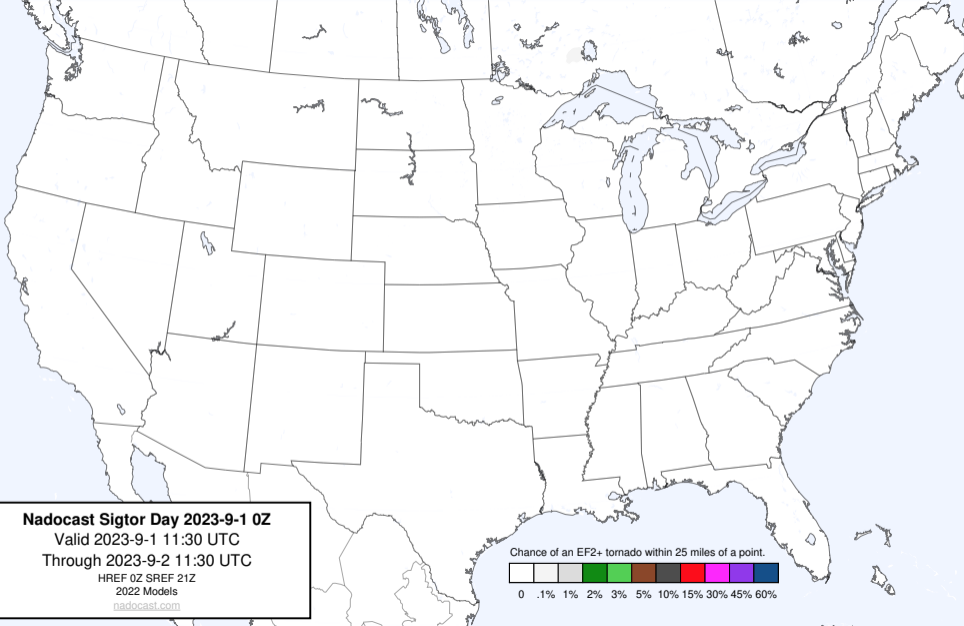 Nadocast Sigtor Day 2023-9-1 0Z
Valid 2023-9-1 11:30 UTC
Through 2023-9-2 11:30 UTC
HREF 0Z SREF 21Z
2022 Models
nadocast.com
Chance of an EF2+ tornado within 25 miles of a point.
0 .1% 1% 2% 3% 5% 10% 15% 30% 45% 60%